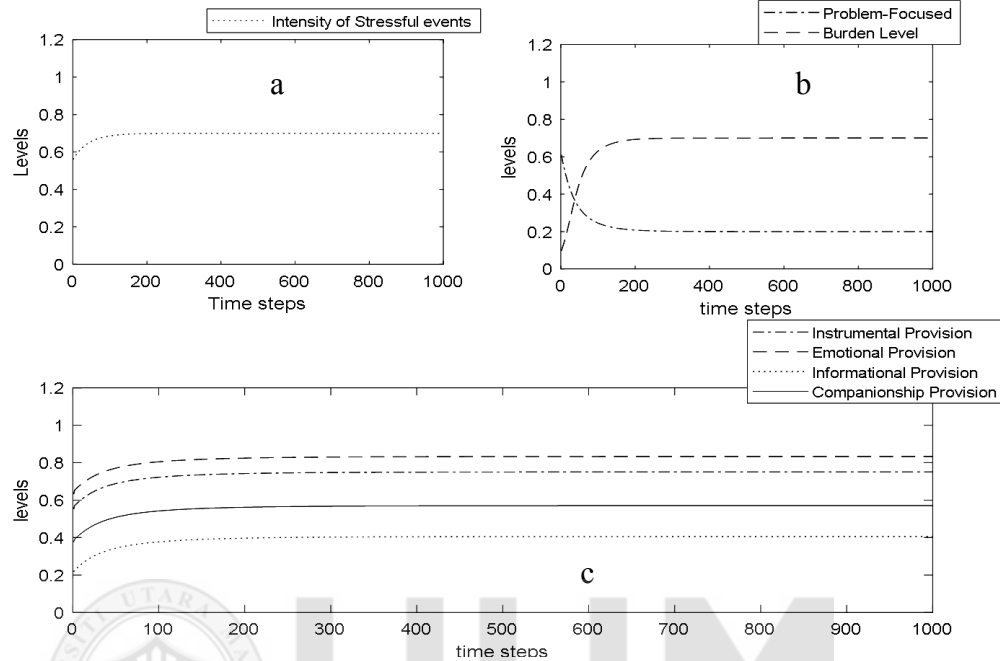 Intensity of Stressful events
a
Levels
1.2
1
0.8
0.6
0.4
0.2
0
0 200 400 600 800 1000
Time steps
Problem-Focused
Burden Level
b
levels
1.2
1
0.8
0.6
0.4
0.2
0
0 200 400 600 800 1000
time steps
Instrumental Provision
Emotional Provision
Informational Provision
Companionship Provision
c
levels
1.2
1
0.8
0.6
0.4
0.2
0
0 100 200 300 400 500 600 700 800 900 1000
time steps
UTARA
UUM